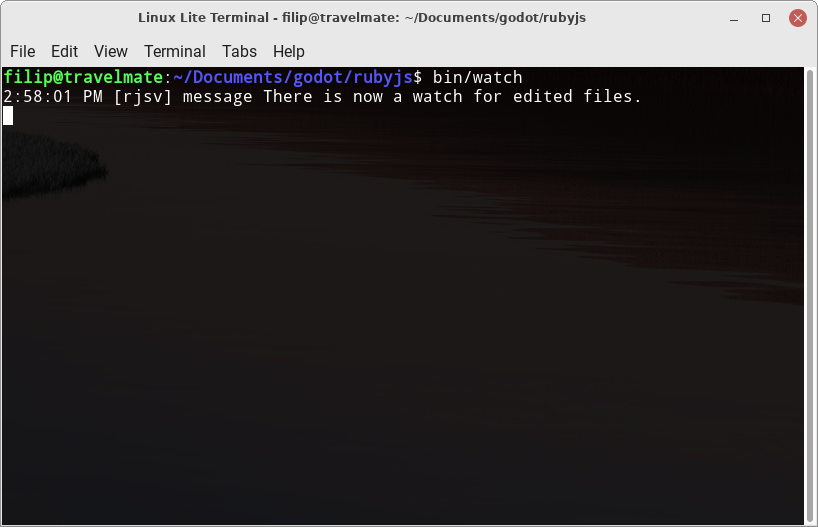 Linux Lite Terminal - filip@travelmate: ~/Documents/godot/rubyjs
File Edit View Terminal Tabs Help
filip@travelmate:~/Documents/godot/rubyjs$ bin/watch
2:58:01 PM [rjsv] message There is now a watch for edited files.